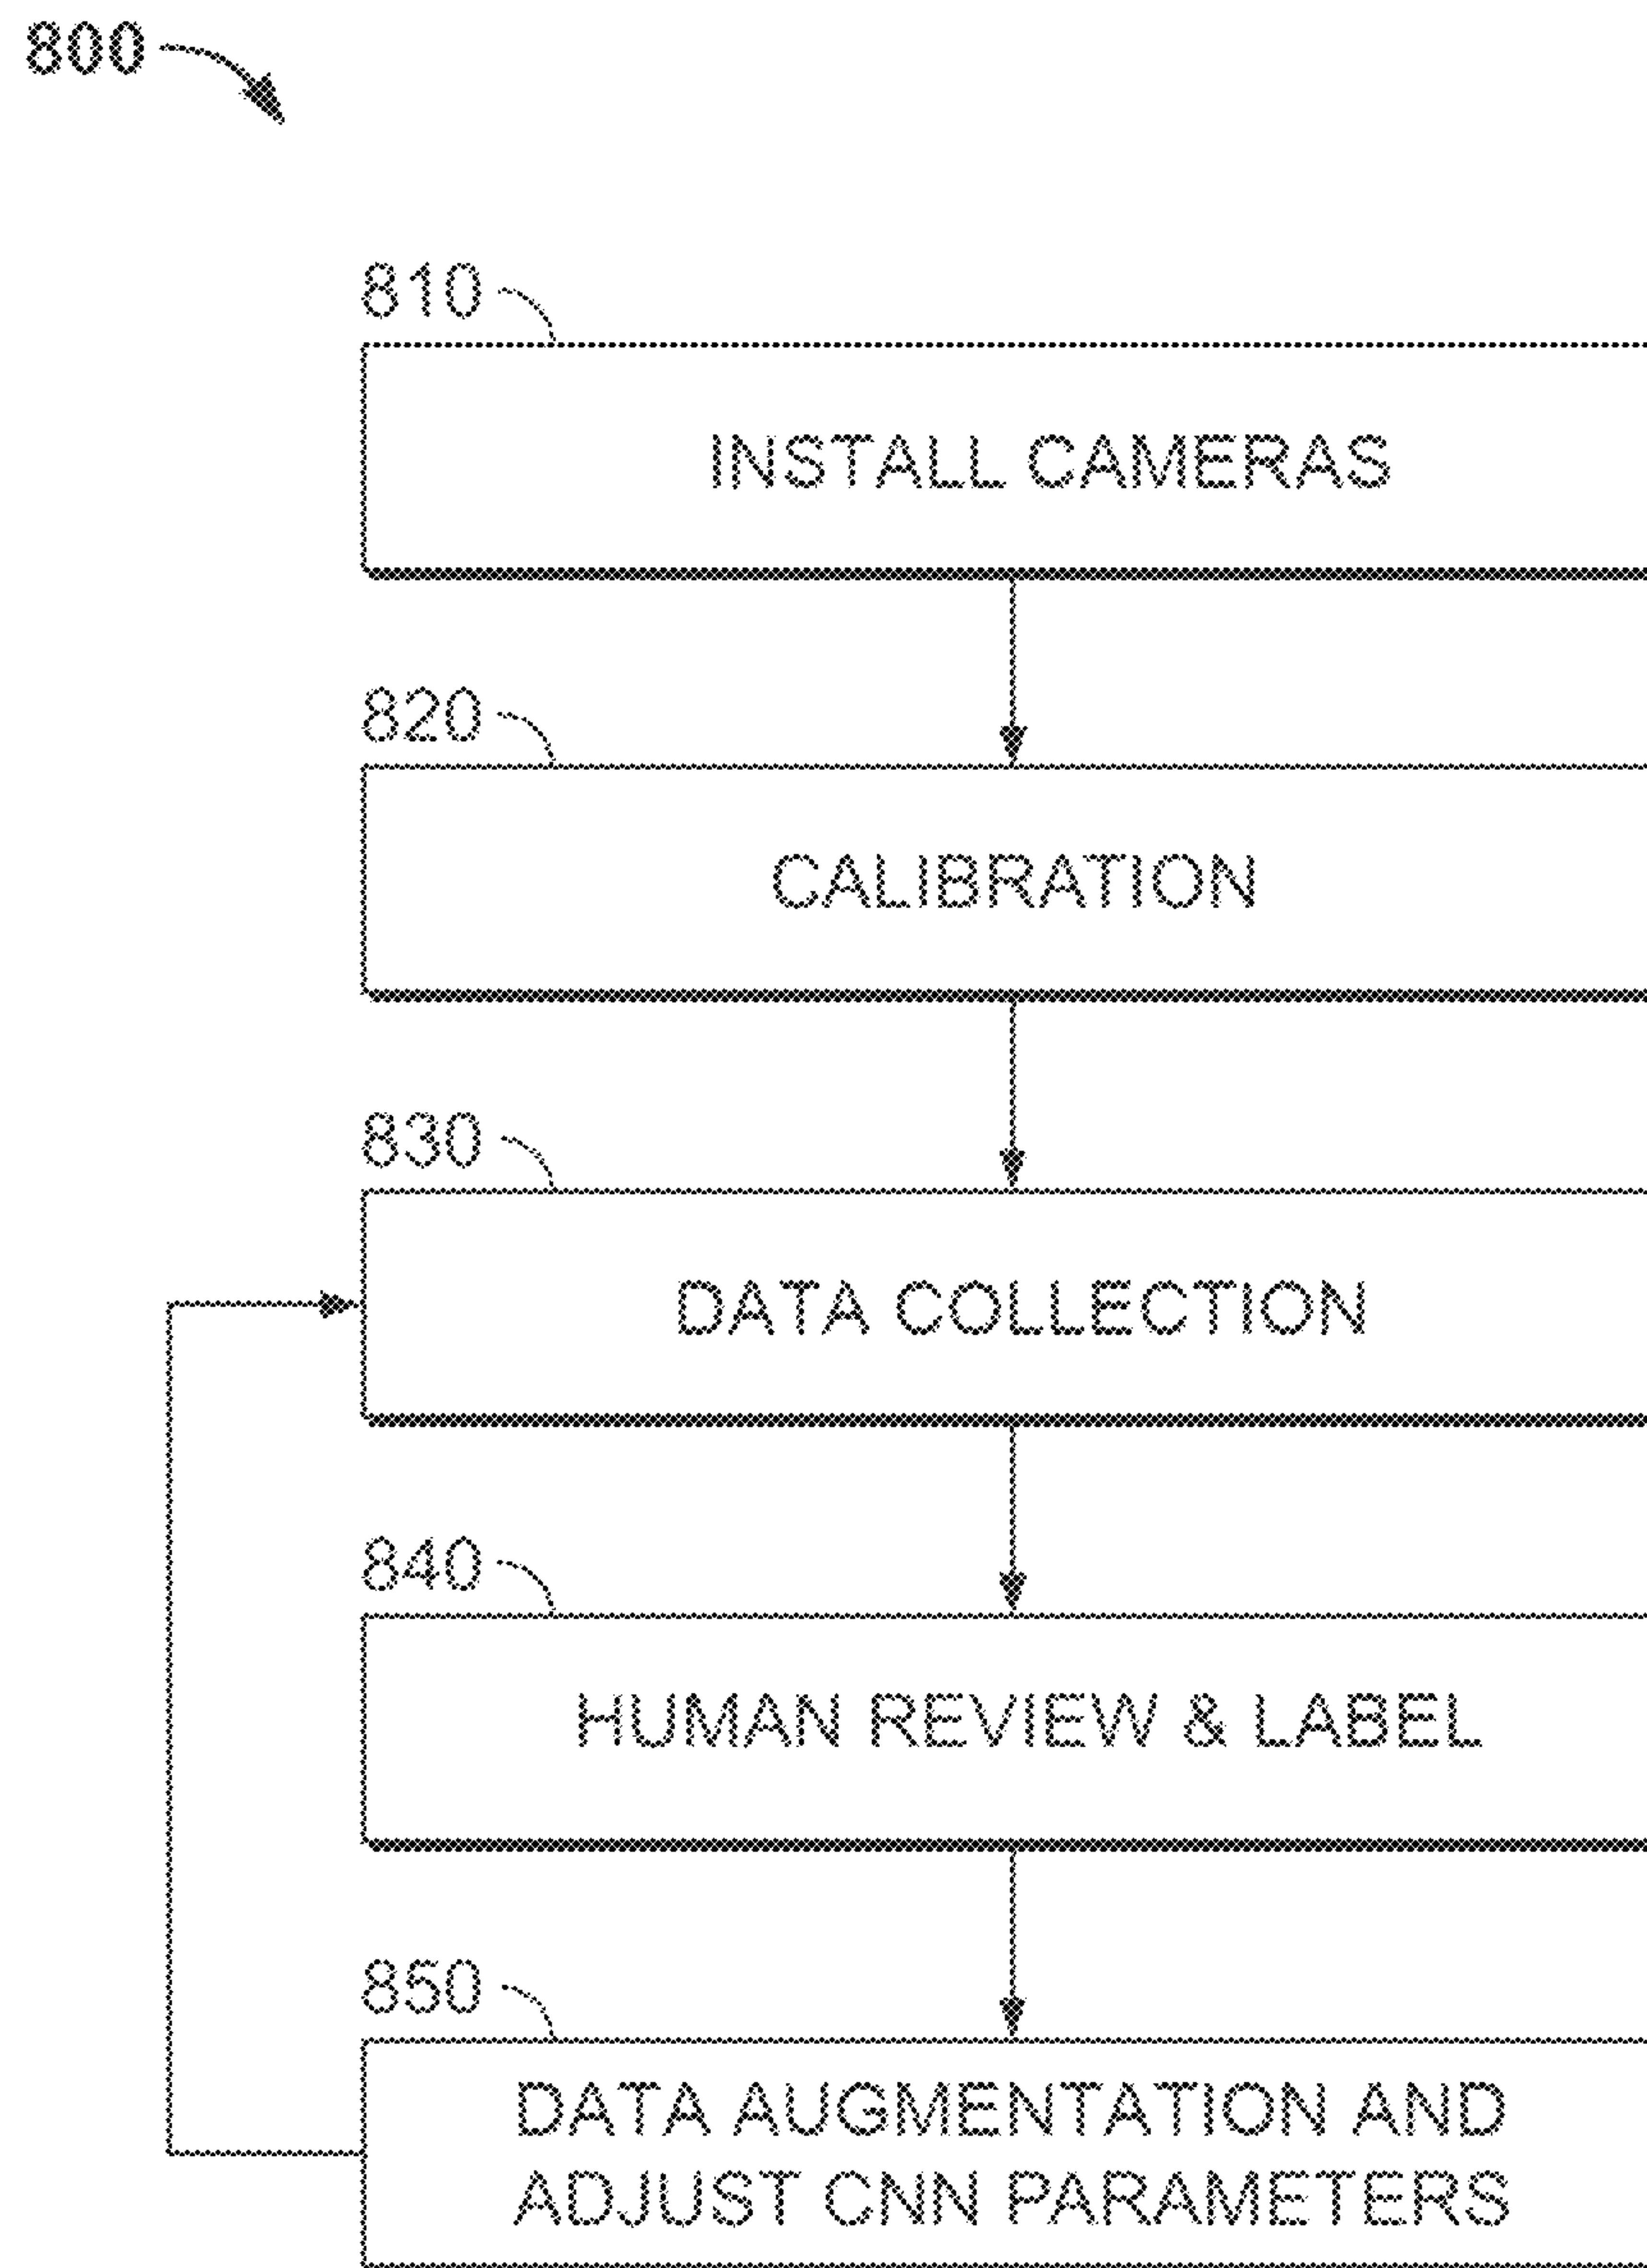 800
810
INSTALL CAMERAS
820
CALIBRATION
830
DATA COLLECTION
840
HUMAN REVIEW & LABEL
850
DATA AUGMENTATION AND
ADJUST CNN PARAMETERS